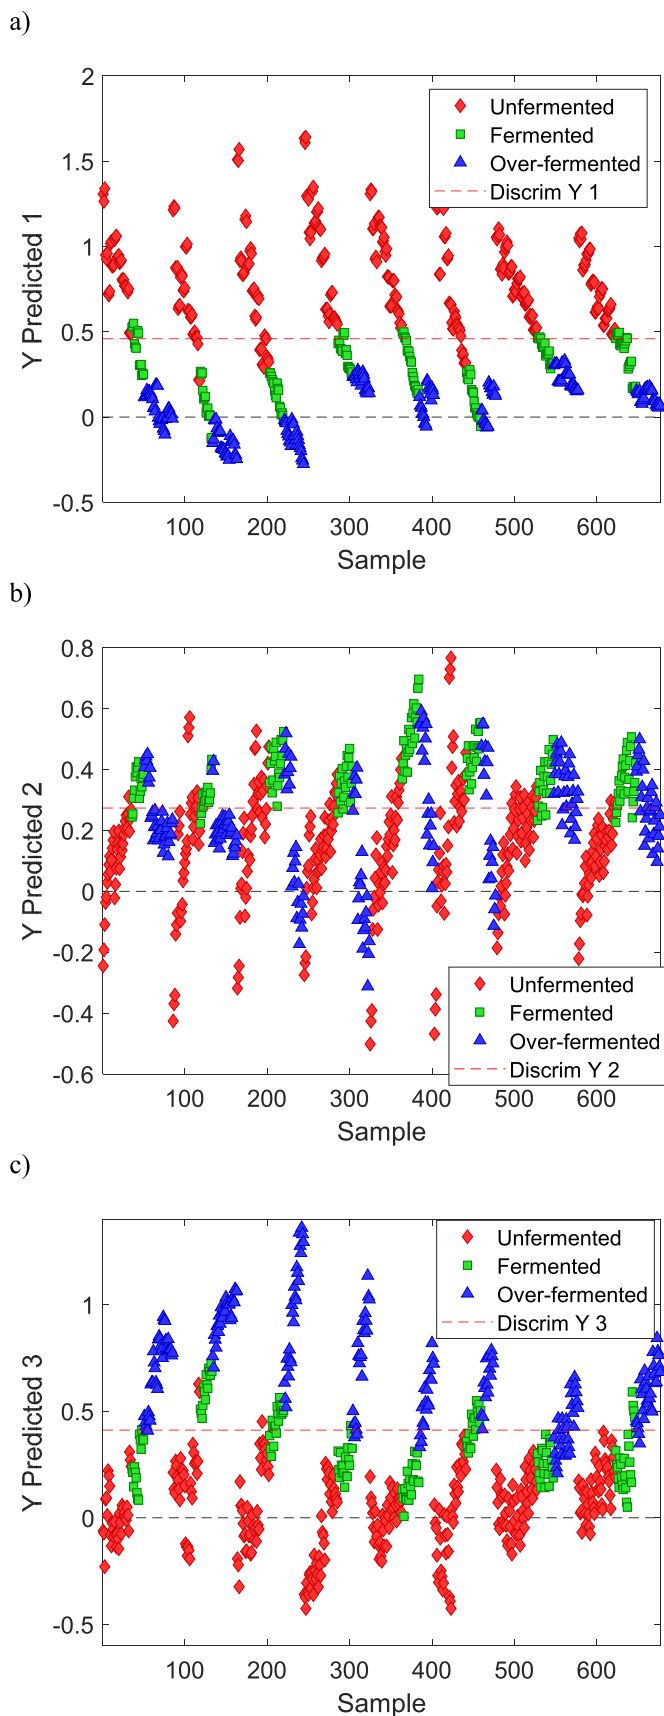 a)
2
1.5
1
0.5
0
-0.5
Y Predicted 1
Unfermented
Fermented
Over-fermented
Discrim Y 1
100 200 300 400 500 600
Sample
b)
0.8
0.6
0.4
0.2
0
-0.2
-0.4
-0.6
Y Predicted 2
Unfermented
Fermented
Over-fermented
Discrim Y 2
100 200 300 400 500 600
Sample
c)
1
0.5
0
-0.5
Y Predicted 3
Unfermented
Fermented
Over-fermented
Discrim Y 3
100 200 300 400 500 600
Sample